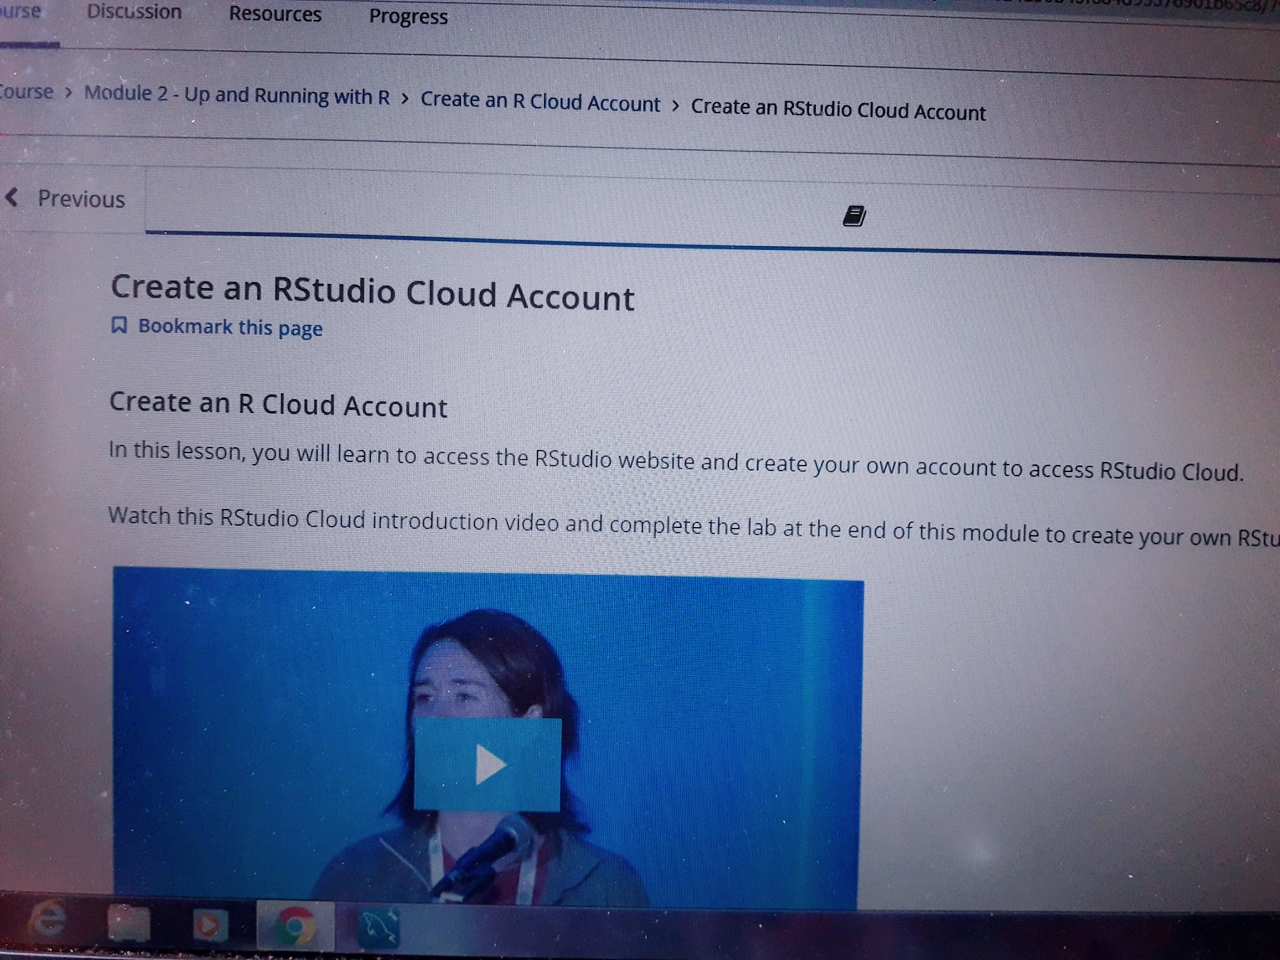 Discussion
Resources
Progress
Course > Module 2 - Up and Running with R > Create an R Cloud Account > Create an RStudio Cloud Account
Previous
Create an RStudio Cloud Account
Bookmark this page
Create an R Cloud Account
In this lesson, you will learn to access the RStudio website and create your own account to access RStudio Cloud.
Watch this RStudio Cloud introduction video and complete the lab at the end of this module to create your own RStu